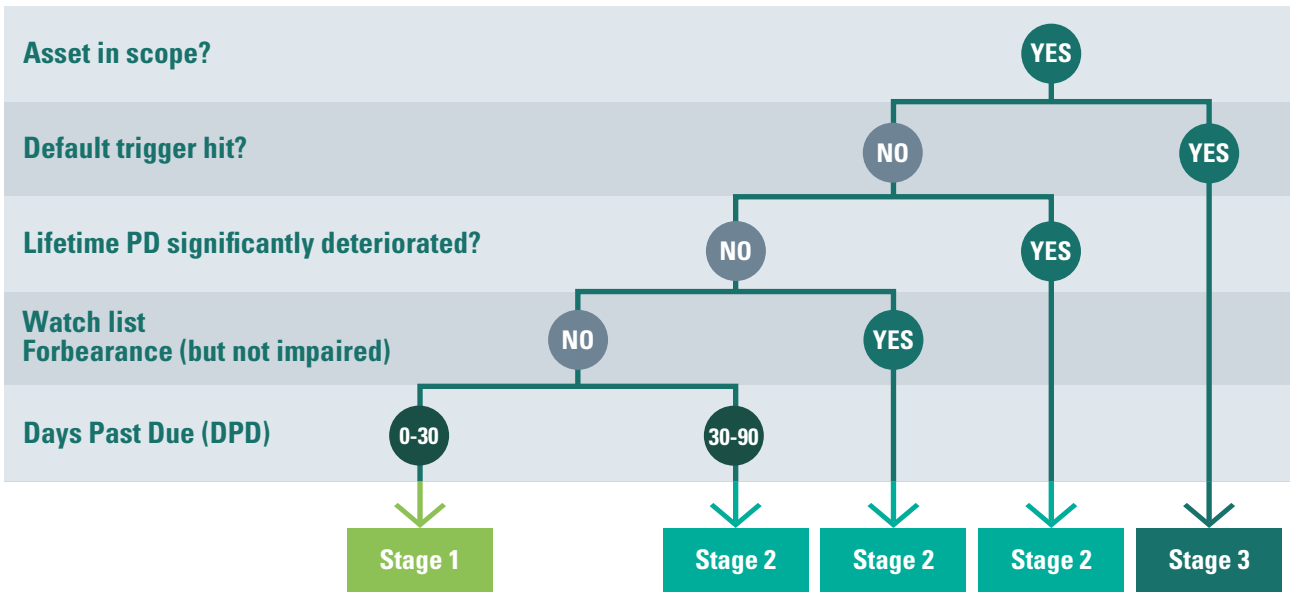 Asset in scope?
YES
Default trigger hit?
NO
YES
Lifetime PD significantly deteriorated?
NO
YES
Watch list
Forbearance (but not impaired)
NO
YES
Days Past Due (DPD)
0-30
30-90
Stage 1
Stage 2
Stage 2
Stage 2
Stage 3